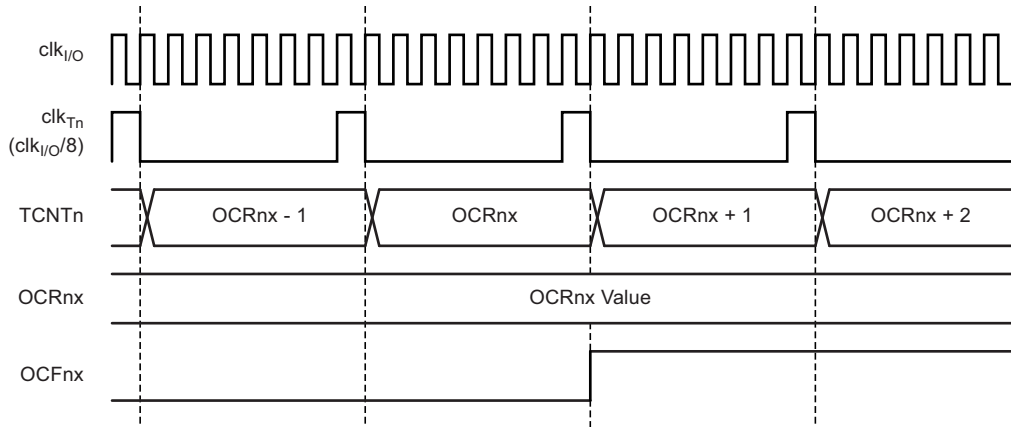 clkI/O
clkTn
(clkI/O/8)
TCNTn OCRnx - 1 OCRnx OCRnx + 1 OCRnx + 2
OCRnx OCRnx Value
OCFnx